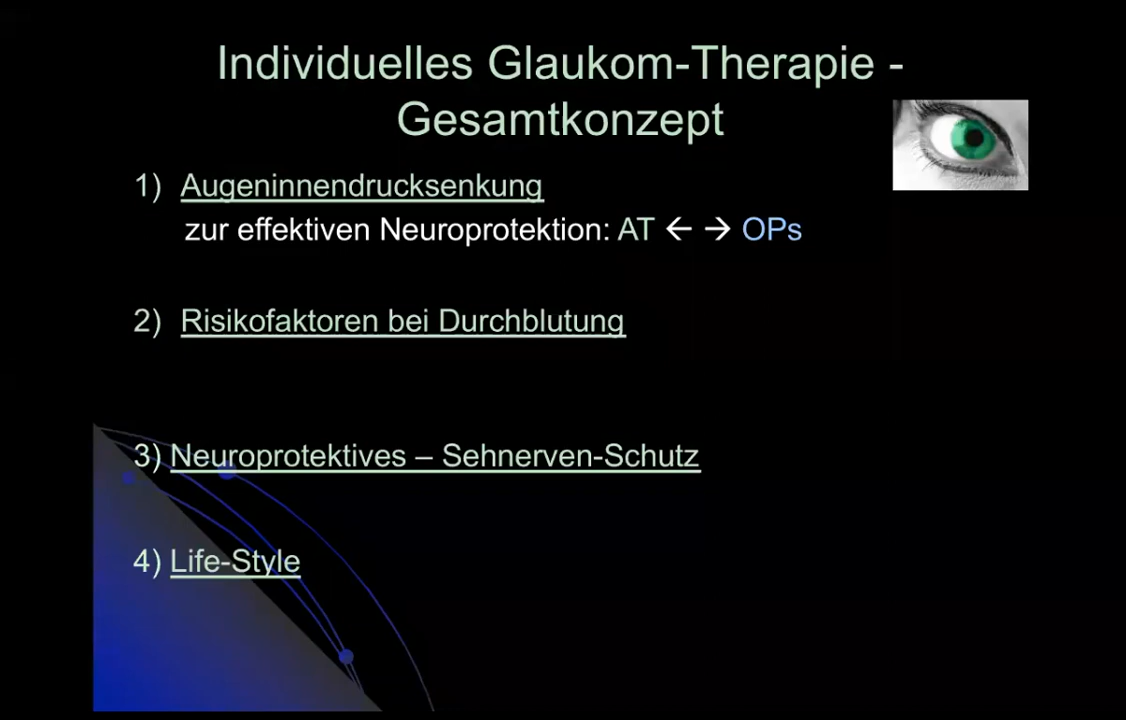 Individuelles Glaukom-Therapie -
Gesamtkonzept
1) Augeninnendrucksenkung
zur effektiven Neuroprotektion: AT ← → OPs
2) Risikofaktoren bei Durchblutung
3) Neuroprotektives – Sehnerven-Schutz
4) Life-Style